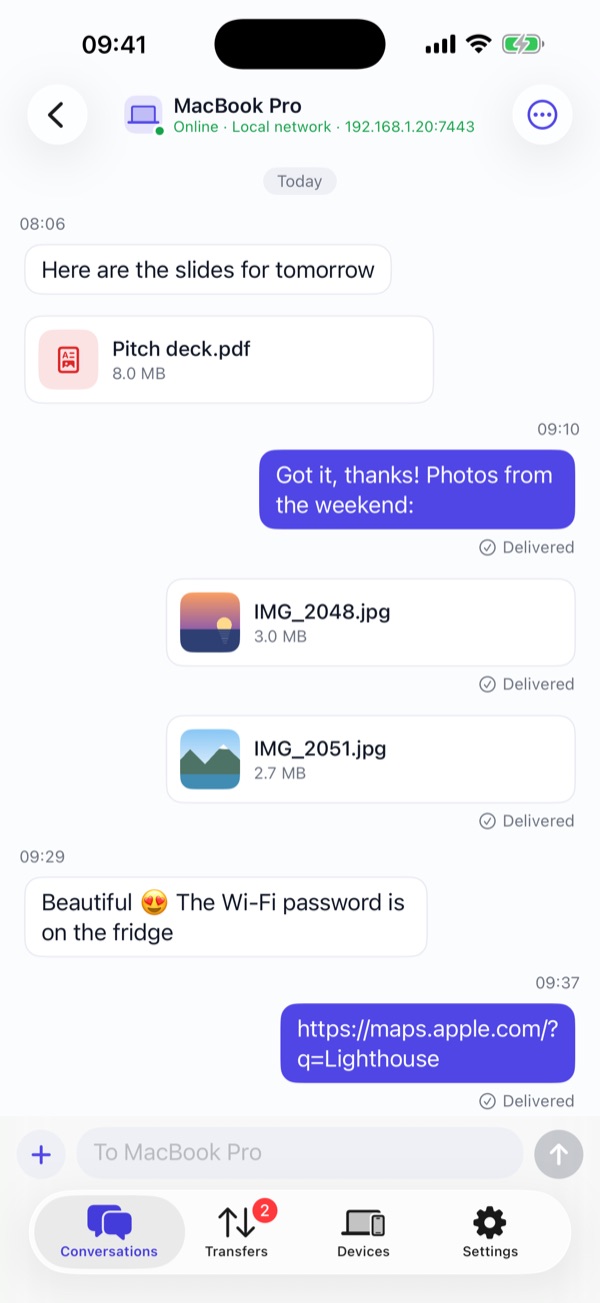 09:41
MacBook Pro
Online · Local network · 192.168.1.20:7443
Today
08:06
Here are the slides for tomorrow
Pitch deck.pdf
8.0 MB
09:10
Got it, thanks! Photos from
the weekend:
Delivered
IMG_2048.jpg
3.0 MB
Delivered
IMG_2051.jpg
2.7 MB
Delivered
09:29
Beautiful 😍 The Wi-Fi password is
on the fridge
09:37
https://maps.apple.com/?
q=Lighthouse
Delivered
To MacBook Pro
2
Conversations
Transfers
Devices
Settings